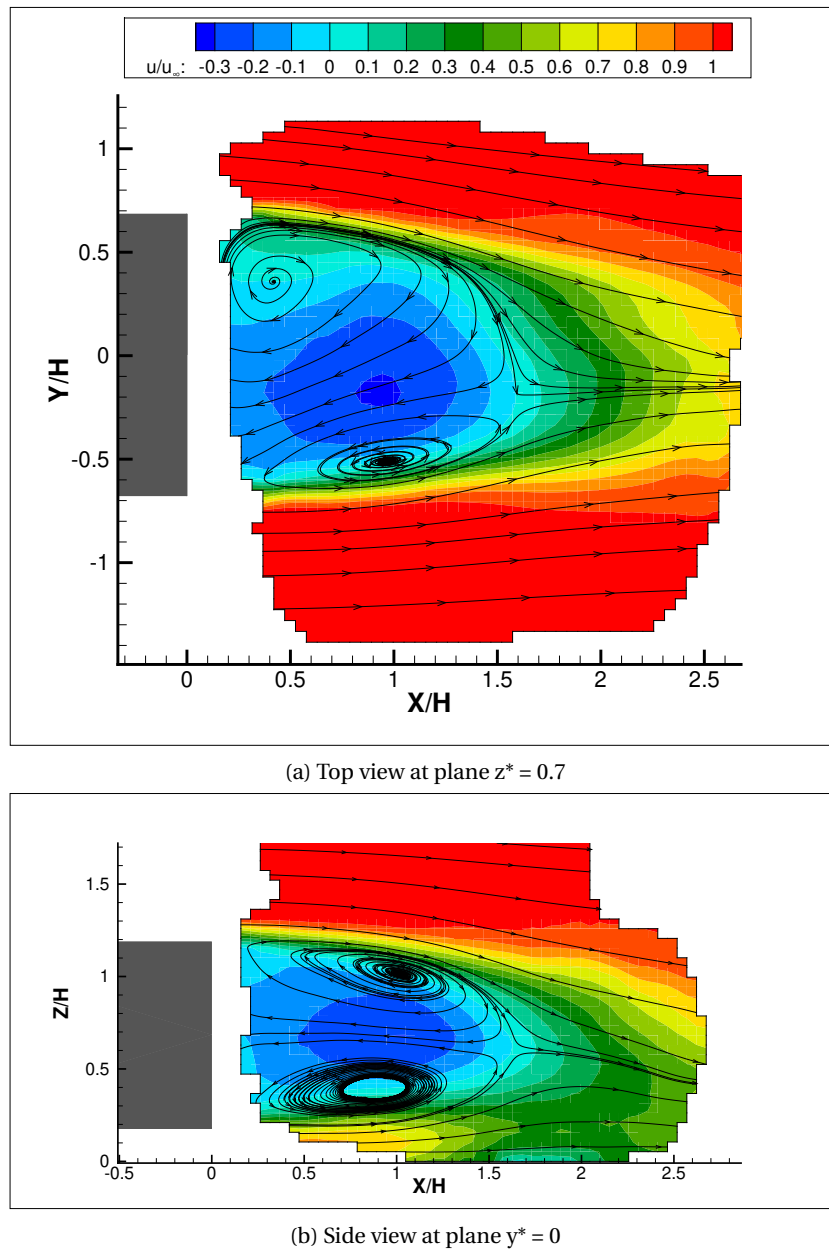 u/u∞: -0.3 -0.2 -0.1 0 0.1 0.2 0.3 0.4 0.5 0.6 0.7 0.8 0.9 1
1
0.5
0
-0.5
-1
Y/H
0 0.5 1 1.5 2 2.5
X/H
(a) Top view at plane z* = 0.7
1.5
1
0.5
0
Z/H
-0.5 0 0.5 1 1.5 2 2.5
X/H
(b) Side view at plane y* = 0